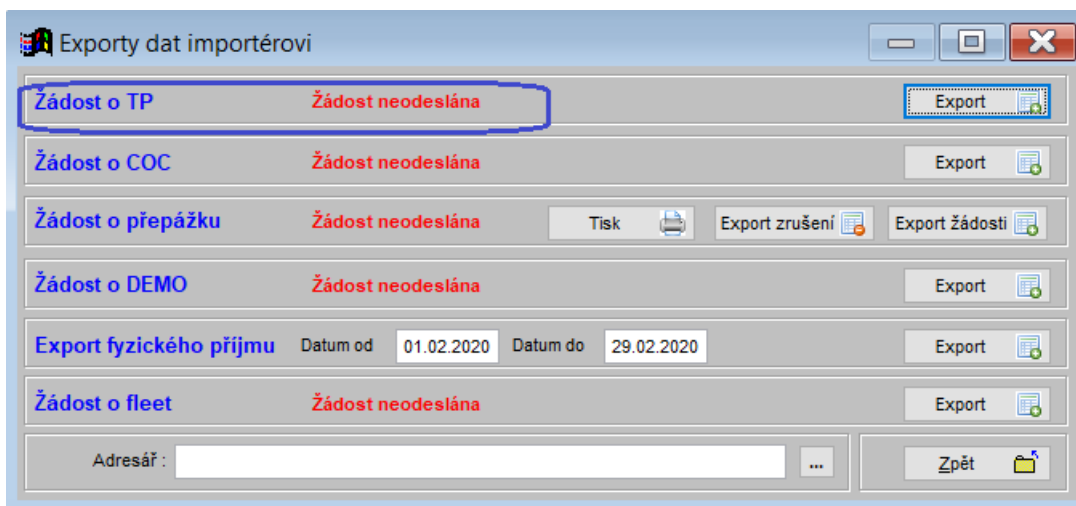 Exporty dat importérovi
Žádost o TP Žádost neodeslána Export
Žádost o COC Žádost neodeslána Export
Žádost o přepážku Žádost neodeslána Tisk Export zrušení Export žádosti
Žádost o DEMO Žádost neodeslána Export
Export fyzického příjmu Datum od 01.02.2020 Datum do 29.02.2020 Export
Žádost o fleet Žádost neodeslána Export
Adresář : ... Zpět